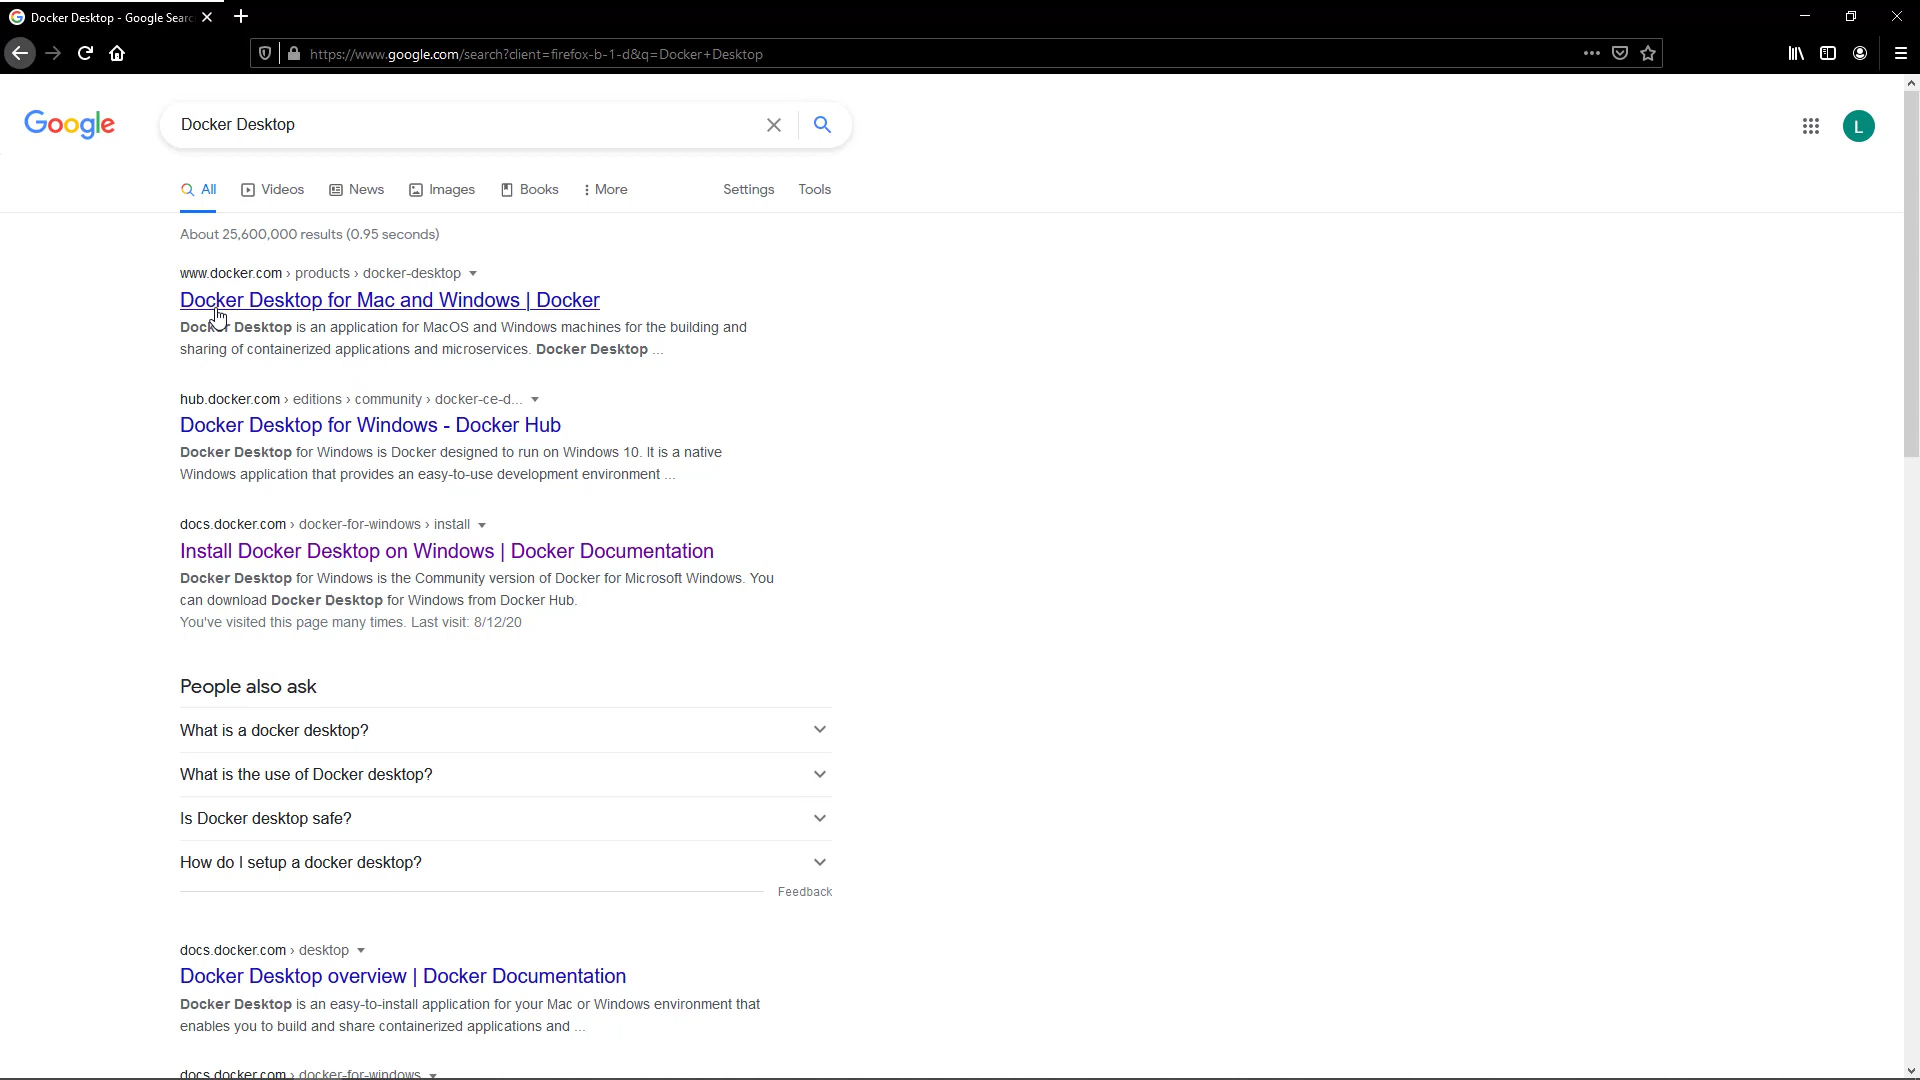 Docker Desktop - Google Searc
https://www.google.com/search?client=firefox-b-1-d&q=Docker+Desktop
Google
Docker Desktop
L
All
Videos
News
Images
Books
More
Settings
Tools
About 25,600,000 results (0.95 seconds)
www.docker.com › products › docker-desktop
Docker Desktop for Mac and Windows | Docker
Docker Desktop is an application for MacOS and Windows machines for the building and
sharing of containerized applications and microservices. Docker Desktop ...
hub.docker.com › editions › community › docker-ce-d...
Docker Desktop for Windows - Docker Hub
Docker Desktop for Windows is Docker designed to run on Windows 10. It is a native
Windows application that provides an easy-to-use development environment ...
docs.docker.com › docker-for-windows › install
Install Docker Desktop on Windows | Docker Documentation
Docker Desktop for Windows is the Community version of Docker for Microsoft Windows. You
can download Docker Desktop for Windows from Docker Hub.
You've visited this page many times. Last visit: 8/12/20
People also ask
What is a docker desktop?
What is the use of Docker desktop?
Is Docker desktop safe?
How do I setup a docker desktop?
Feedback
docs.docker.com › desktop
Docker Desktop overview | Docker Documentation
Docker Desktop is an easy-to-install application for your Mac or Windows environment that
enables you to build and share containerized applications and ...
docs.docker.com › docker-for-windows